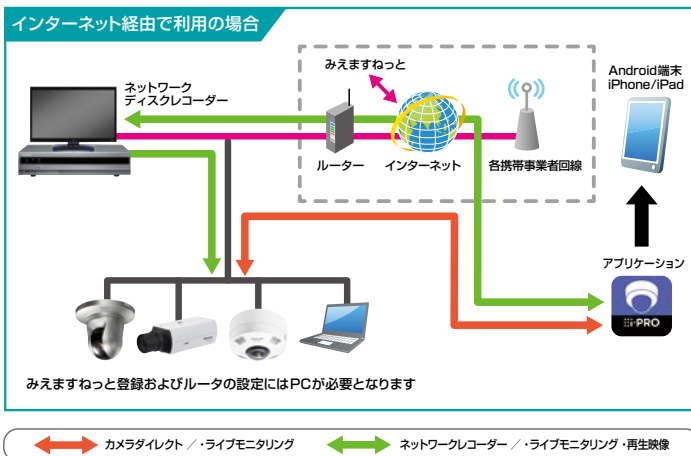 インターネット経由で利用の場合
ネットワーク
ディスクレコーダー
みえますねっと
Android端末
iPhone/iPad
ルーター
インターネット
各携帯事業者回線
アプリケーション
i-PRO
みえますねっと登録およびルータの設定にはPCが必要となります
カメラダイレクト ／・ライブモニタリング
ネットワークレコーダー ／・ライブモニタリング・再生映像